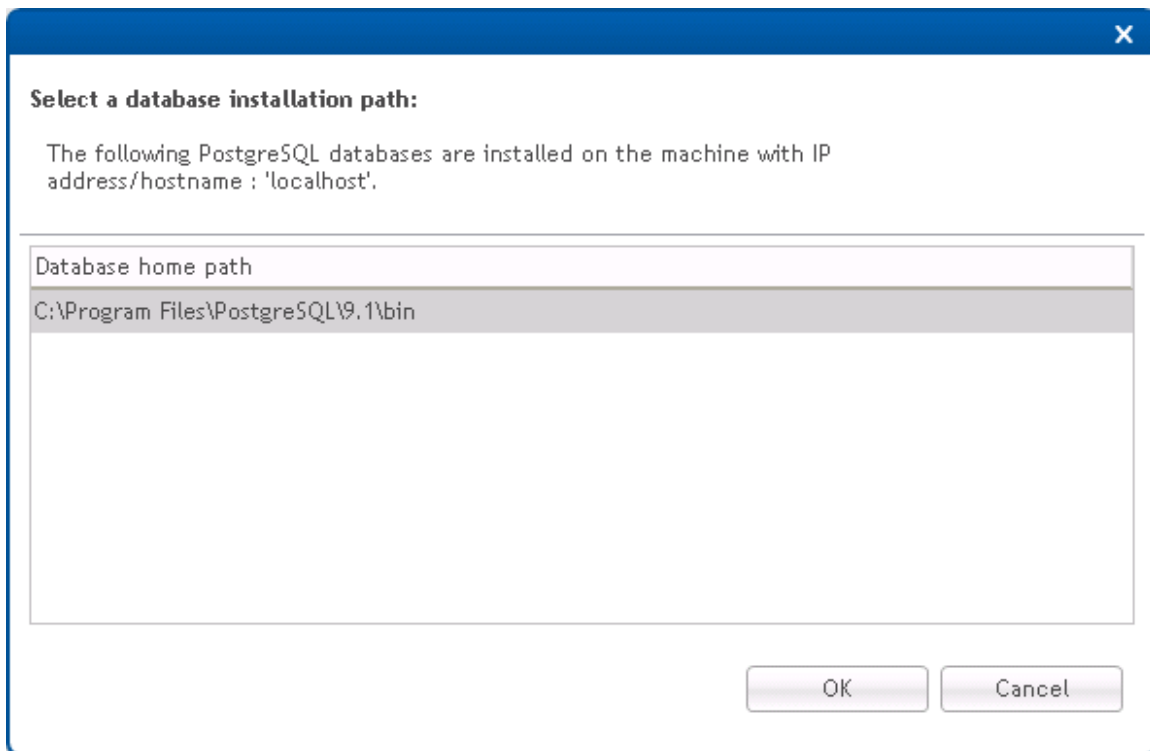 Select a database installation path:
The following PostgreSQL databases are installed on the machine with IP
address/hostname : 'localhost'.
Database home path
C:\Program Files\PostgreSQL\9.1\bin
OK
Cancel